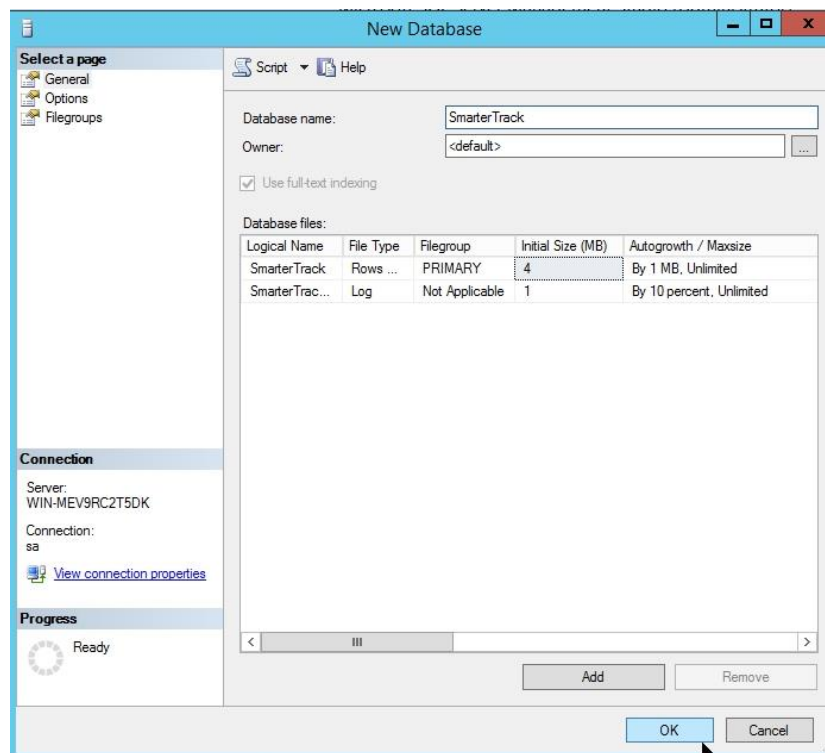 New Database
Select a page
General
Options
Filegroups
Script Help
Database name: SmarterTrack
Owner: <default> ...
Use full-text indexing
Database files:
Logical Name File Type Filegroup Initial Size (MB) Autogrowth / Maxsize
SmarterTrack Rows ... PRIMARY 4 By 1 MB, Unlimited
SmarterTrac... Log Not Applicable 1 By 10 percent, Unlimited
Connection
Server:
WIN-MEV9RC2T5DK
Connection:
sa
View connection properties
Progress
Ready
Add Remove
OK Cancel